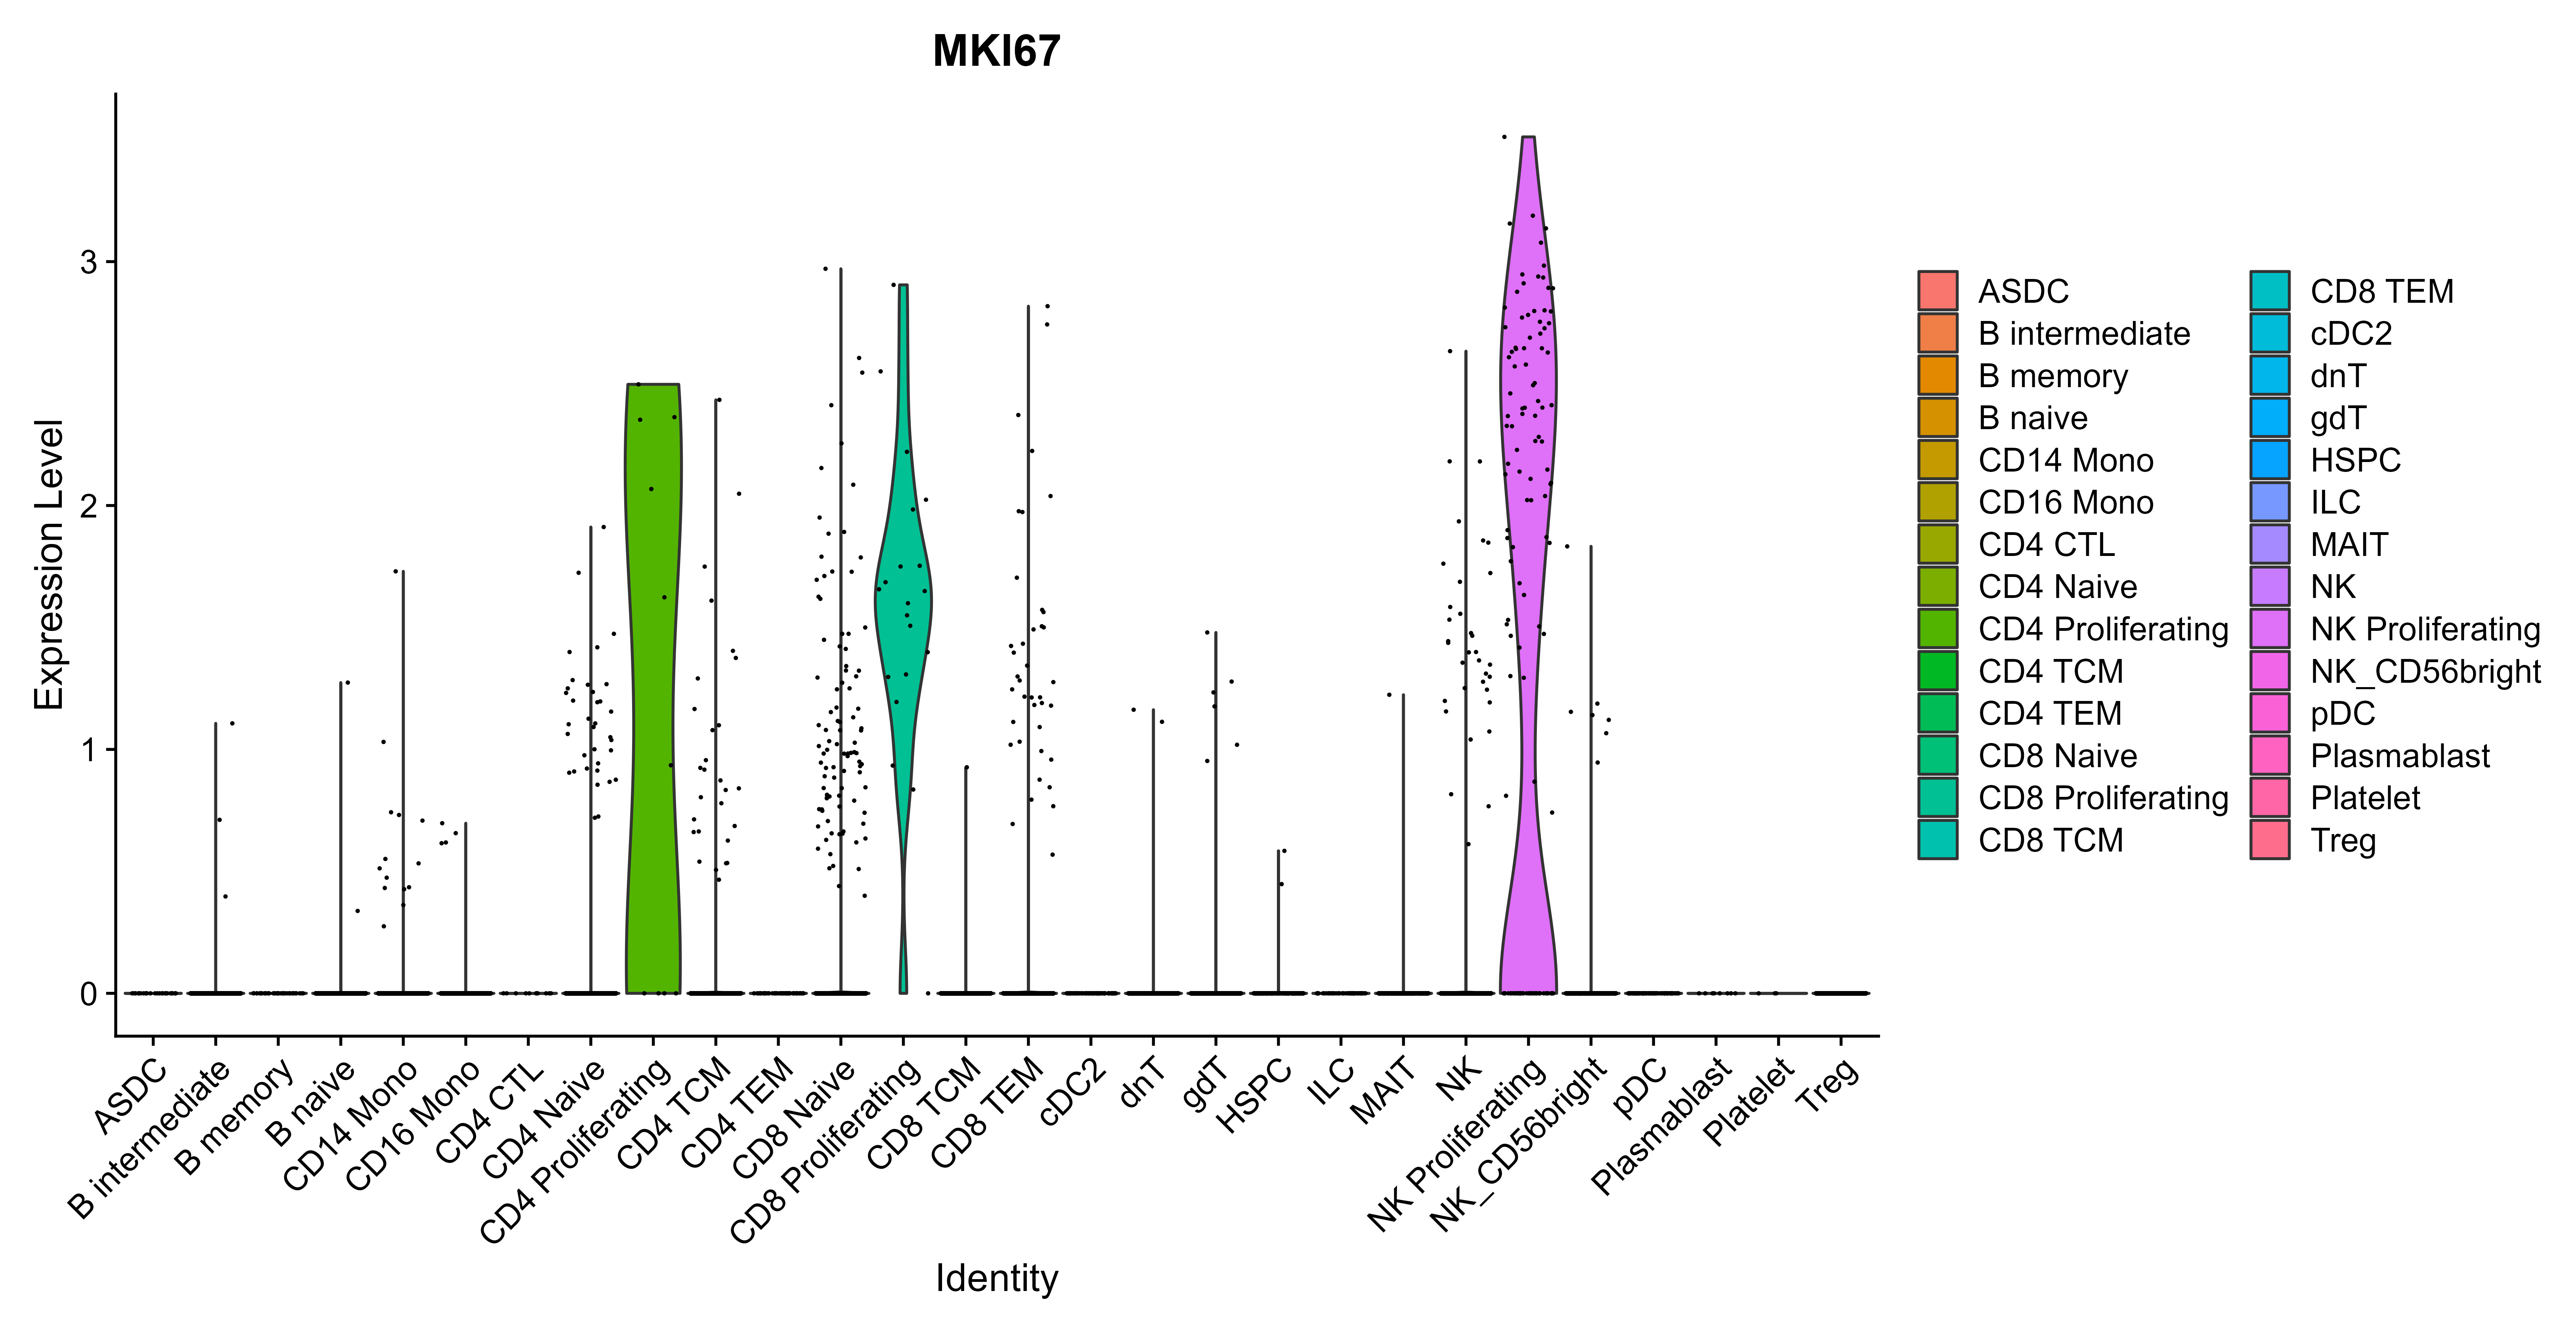 MKI67
Expression Level
3
2
1
0
ASDC
B intermediate
B memory
B naive
CD14 Mono
CD16 Mono
CD4 CTL
CD4 Naive
CD4 Proliferating
CD4 TCM
CD4 TEM
CD8 Naive
CD8 Proliferating
CD8 TCM
CD8 TEM
cDC2
dnT
gdT
HSPC
ILC
MAIT
NK
NK Proliferating
NK_CD56bright
pDC
Plasmablast
Platelet
Treg
Identity
ASDC
B intermediate
B memory
B naive
CD14 Mono
CD16 Mono
CD4 CTL
CD4 Naive
CD4 Proliferating
CD4 TCM
CD4 TEM
CD8 Naive
CD8 Proliferating
CD8 TCM
CD8 TEM
cDC2
dnT
gdT
HSPC
ILC
MAIT
NK
NK Proliferating
NK_CD56bright
pDC
Plasmablast
Platelet
Treg